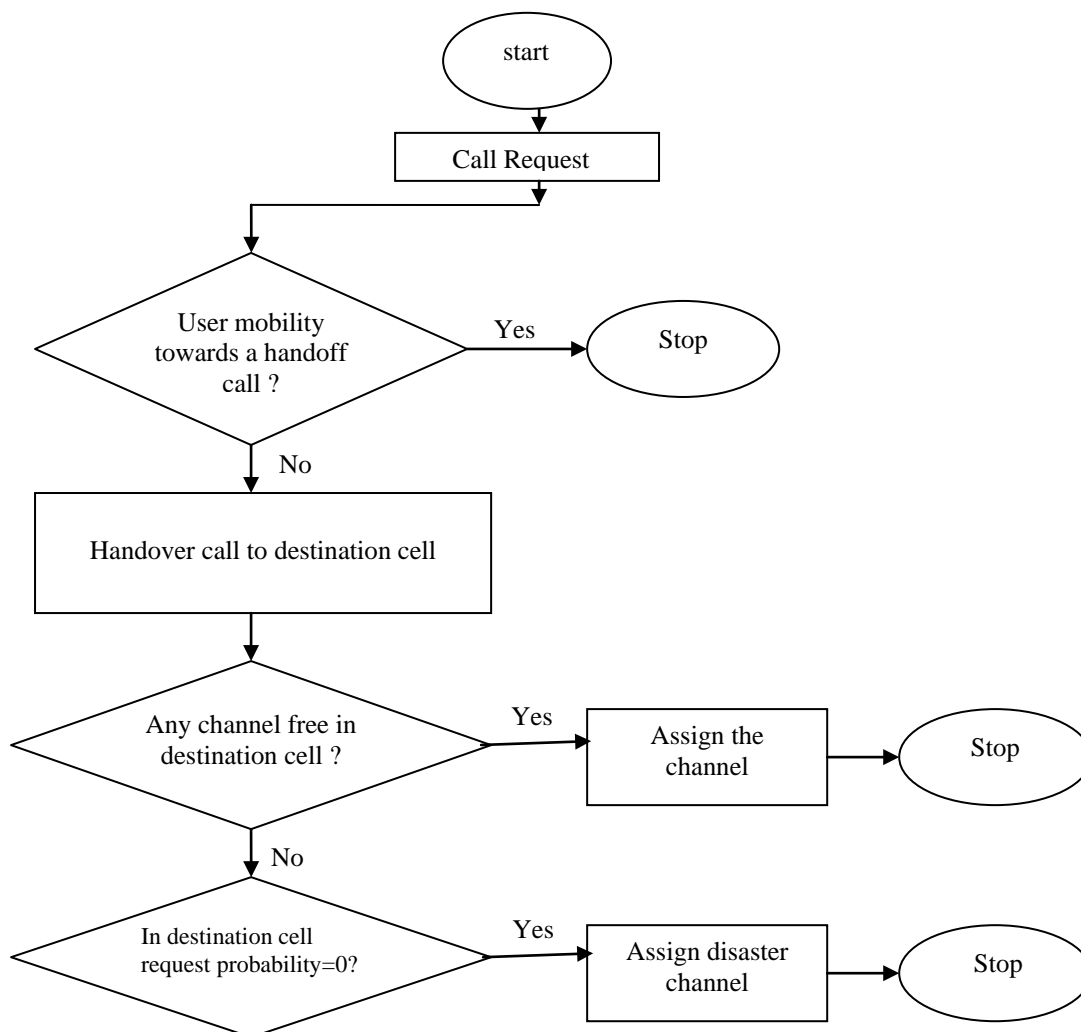 start
Call Request
User mobility
towards a handoff
call ?
Yes
Stop
No
Handover call to destination cell
Any channel free in
destination cell ?
Yes
Assign the
channel
Stop
No
In destination cell
request probability=0?
Yes
Assign disaster
channel
Stop